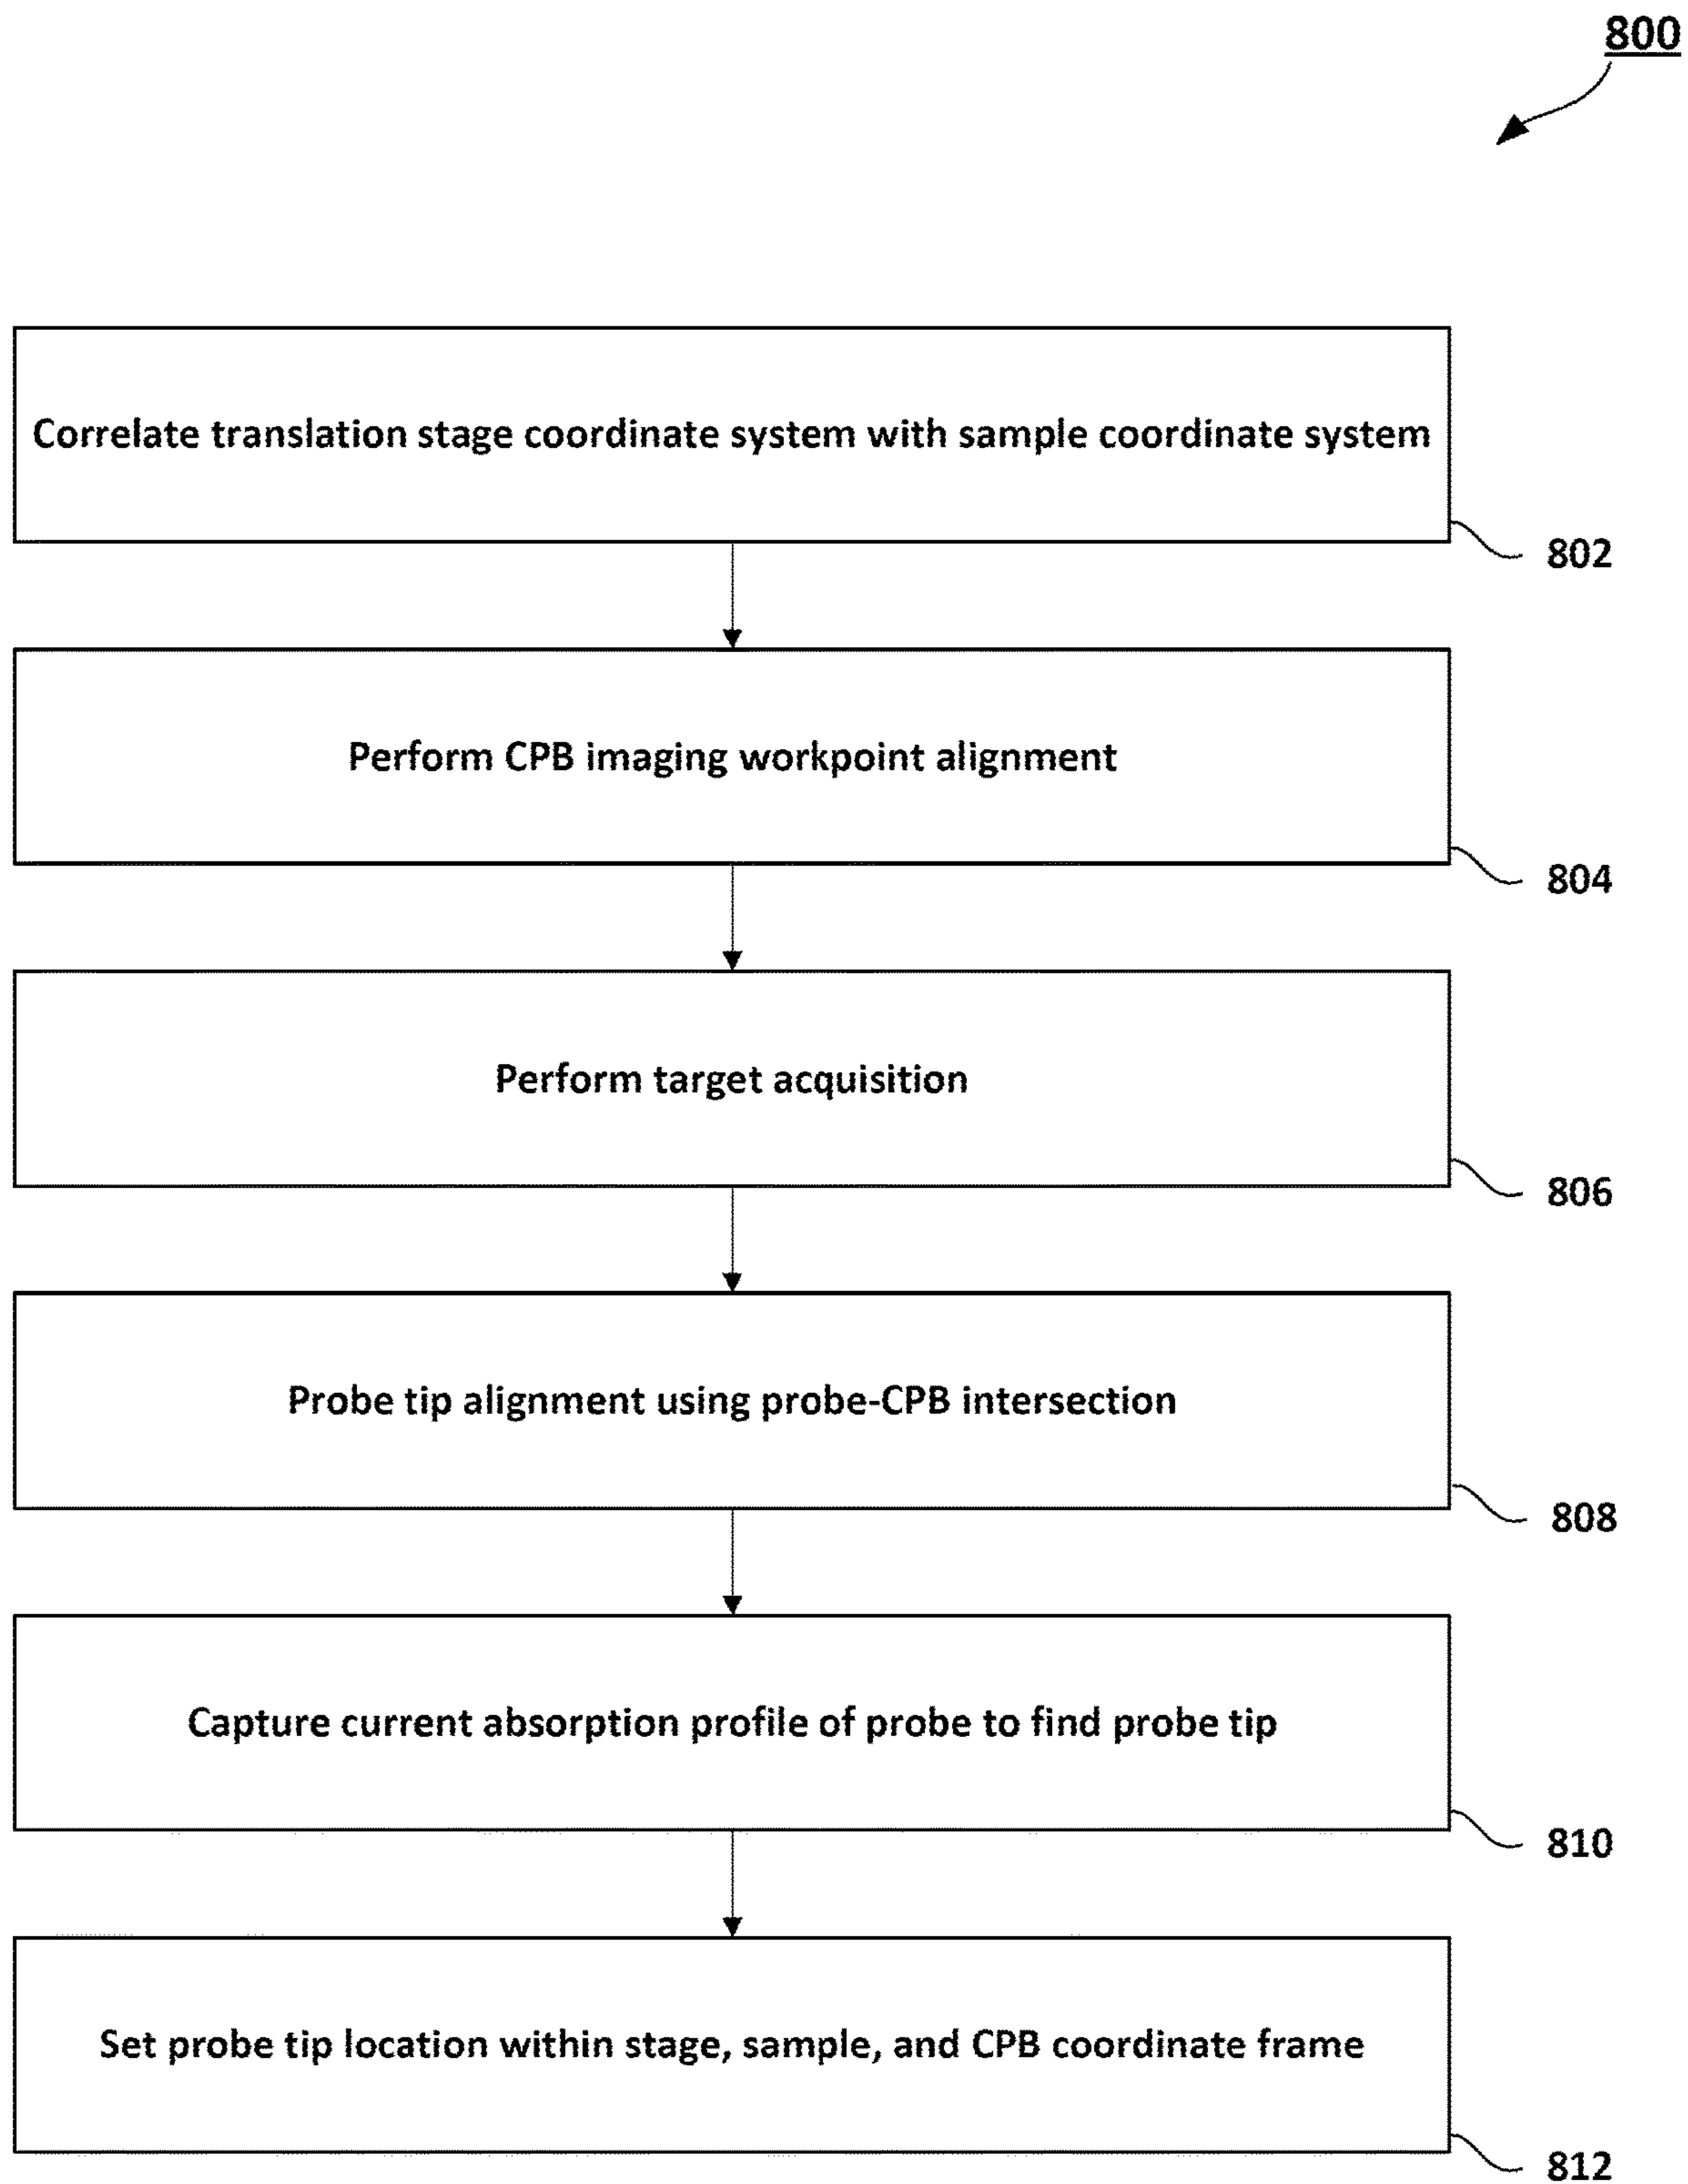 800
Correlate translation stage coordinate system with sample coordinate system
802
Perform CPB imaging workpoint alignment
804
Perform target acquisition
806
Probe tip alignment using probe-CPB intersection
808
Capture current absorption profile of probe to find probe tip
810
Set probe tip location within stage, sample, and CPB coordinate frame
812